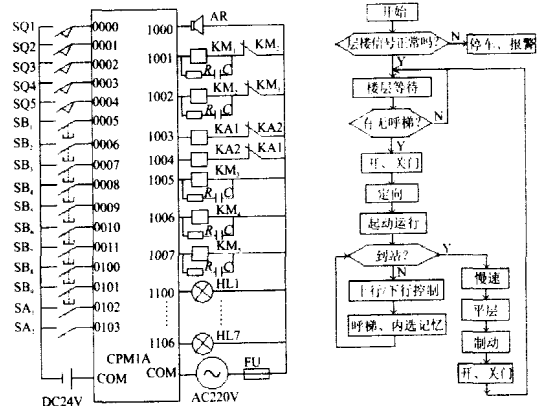 SQ1 0000 1000 AR
SQ2 0001
SQ3 0002 1001 KM₁ KM₂
R C
SQ4 0003
SQ5 0004 1002 KM₂ KM₁
R C
SB₁ 0005
SB₂ 0006 1003 KA1 KA2
SB₃ 0007 1004 KA2 KA1
SB₄ 0008 1005 KM₃
R C
SB₅ 0009
SB₆ 0010 1006 KM₄
R C
SB₇ 0011 1007 KM₅
R C
SB₈ 0100
SB₉ 0101 1100 HL1
SA₁ 0102
SA₂ 0103
1106 HL7
CPM1A
COM COM FU
DC24V AC220V
开始
层楼信号正常吗?
N
停车、报警
Y
楼层等待
有无呼梯?
N
Y
开、关门
定向
起动运行
到站?
Y
N
上行/下行控制
呼梯、内选记忆
慢速
平层
制动
开、关门